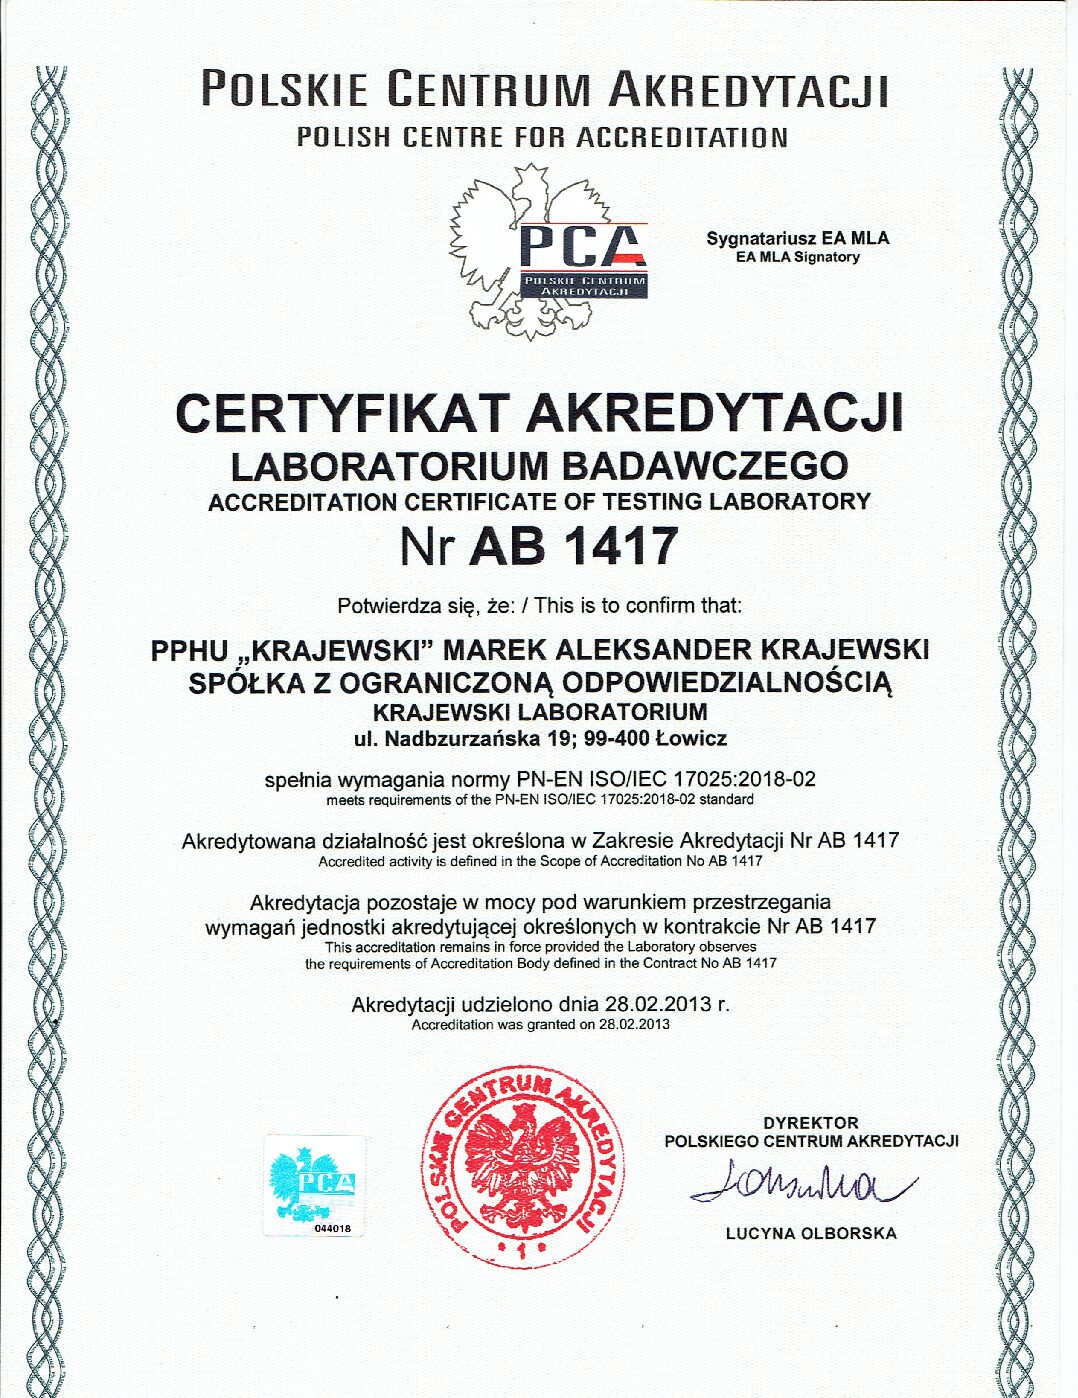 POLSKIE CENTRUM AKREDYTACJI
POLISH CENTRE FOR ACCREDITATION
PCA
POLSKIE CENTRUM
AKREDYTACJI
Sygnatariusz EA MLA
EA MLA Signatory
CERTYFIKAT AKREDYTACJI
LABORATORIUM BADAWCZEGO
ACCREDITATION CERTIFICATE OF TESTING LABORATORY
Nr AB 1417
Potwierdza się, że: / This is to confirm that:
PPHU „KRAJEWSKI” MAREK ALEKSANDER KRAJEWSKI
SPÓŁKA Z OGRANICZONĄ ODPOWIEDZIALNOŚCIĄ
KRAJEWSKI LABORATORIUM
ul. Nadbzurzańska 19; 99-400 Łowicz
spełnia wymagania normy PN-EN ISO/IEC 17025:2018-02
meets requirements of the PN-EN ISO/IEC 17025:2018-02 standard
Akredytowana działalność jest określona w Zakresie Akredytacji Nr AB 1417
Accredited activity is defined in the Scope of Accreditation No AB 1417
Akredytacja pozostaje w mocy pod warunkiem przestrzegania
wymagań jednostki akredytującej określonych w kontrakcie Nr AB 1417
This accreditation remains in force provided the Laboratory observes
the requirements of Accreditation Body defined in the Contract No AB 1417
Akredytacji udzielono dnia 28.02.2013 r.
Accreditation was granted on 28.02.2013
PCA
044018
POLSKIE CENTRUM AKREDYTACJI
* 1 *
DYREKTOR
POLSKIEGO CENTRUM AKREDYTACJI
LUCYNA OLBORSKA